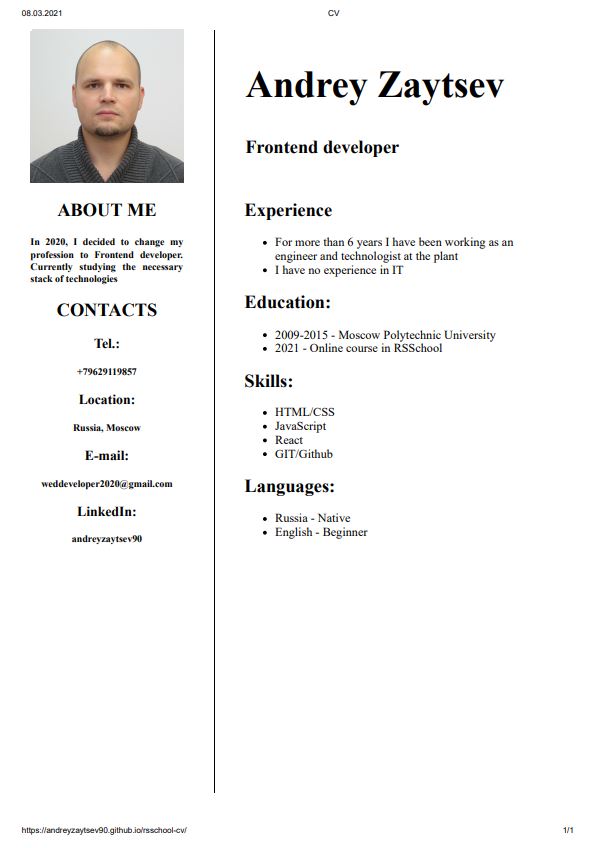 08.03.2021
CV
ABOUT ME
In 2020, I decided to change my
profession to Frontend developer.
Currently studying the necessary
stack of technologies
CONTACTS
Tel.:
+79629119857
Location:
Russia, Moscow
E-mail:
weddeveloper2020@gmail.com
LinkedIn:
andreyzaytsev90
Andrey Zaytsev
Frontend developer
Experience
For more than 6 years I have been working as an
engineer and technologist at the plant
I have no experience in IT
Education:
2009-2015 - Moscow Polytechnic University
2021 - Online course in RSSchool
Skills:
HTML/CSS
JavaScript
React
GIT/Github
Languages:
Russia - Native
English - Beginner
https://andreyzaytsev90.github.io/rsschool-cv/
1/1